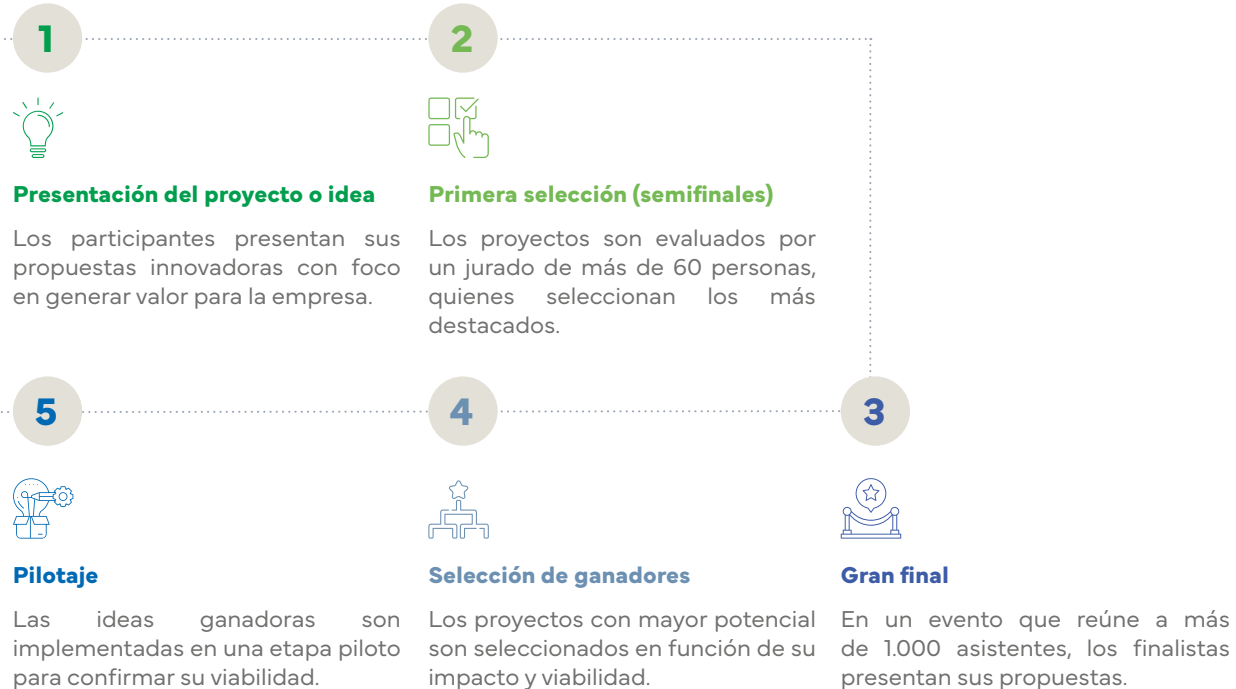 1
Presentación del proyecto o idea
Los participantes presentan sus
propuestas innovadoras con foco
en generar valor para la empresa.
2
Primera selección (semifinales)
Los proyectos son evaluados por
un jurado de más de 60 personas,
quienes seleccionan los más
destacados.
3
Gran final
En un evento que reúne a más
de 1.000 asistentes, los finalistas
presentan sus propuestas.
4
Selección de ganadores
Los proyectos con mayor potencial
son seleccionados en función de su
impacto y viabilidad.
5
Pilotaje
Las ideas ganadoras son
implementadas en una etapa piloto
para confirmar su viabilidad.